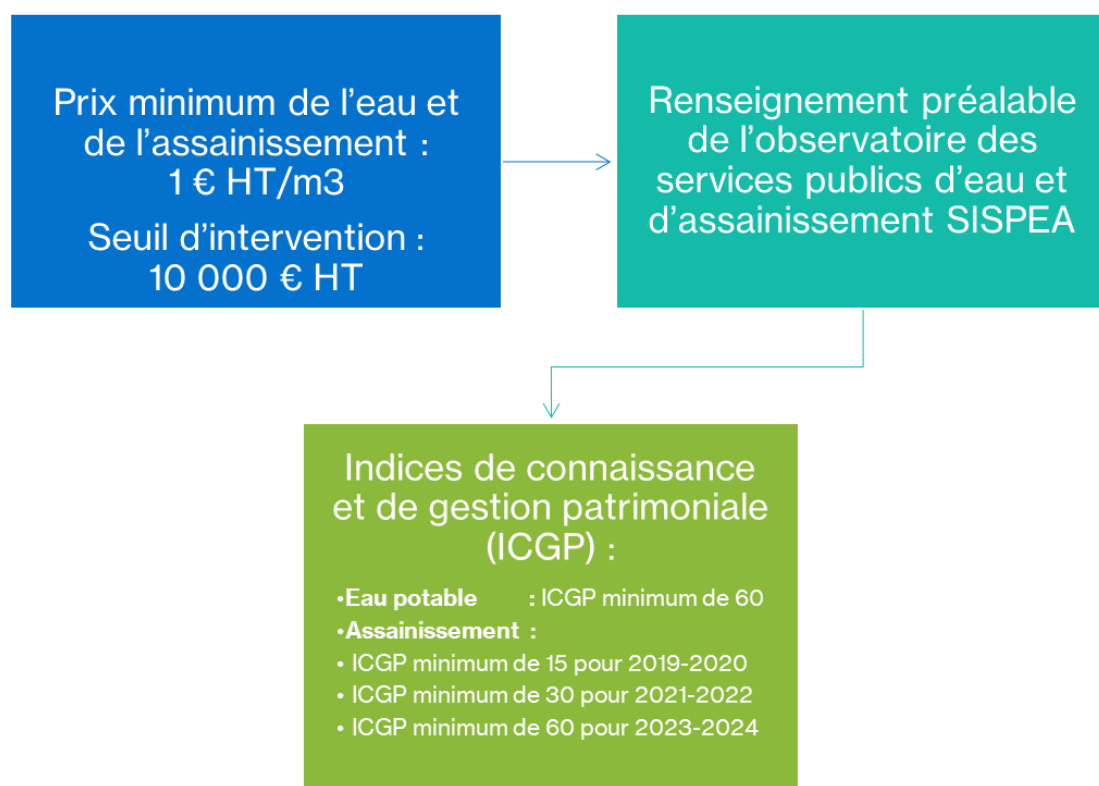 Prix minimum de l’eau et
de l’assainissement :
1 € HT/m3
Seuil d’intervention :
10 000 € HT
Renseignement préalable
de l’observatoire des
services publics d’eau et
d’assainissement SISPEA
Indices de connaissance
et de gestion patrimoniale
(ICGP) :
•Eau potable : ICGP minimum de 60
•Assainissement :
• ICGP minimum de 15 pour 2019-2020
• ICGP minimum de 30 pour 2021-2022
• ICGP minimum de 60 pour 2023-2024